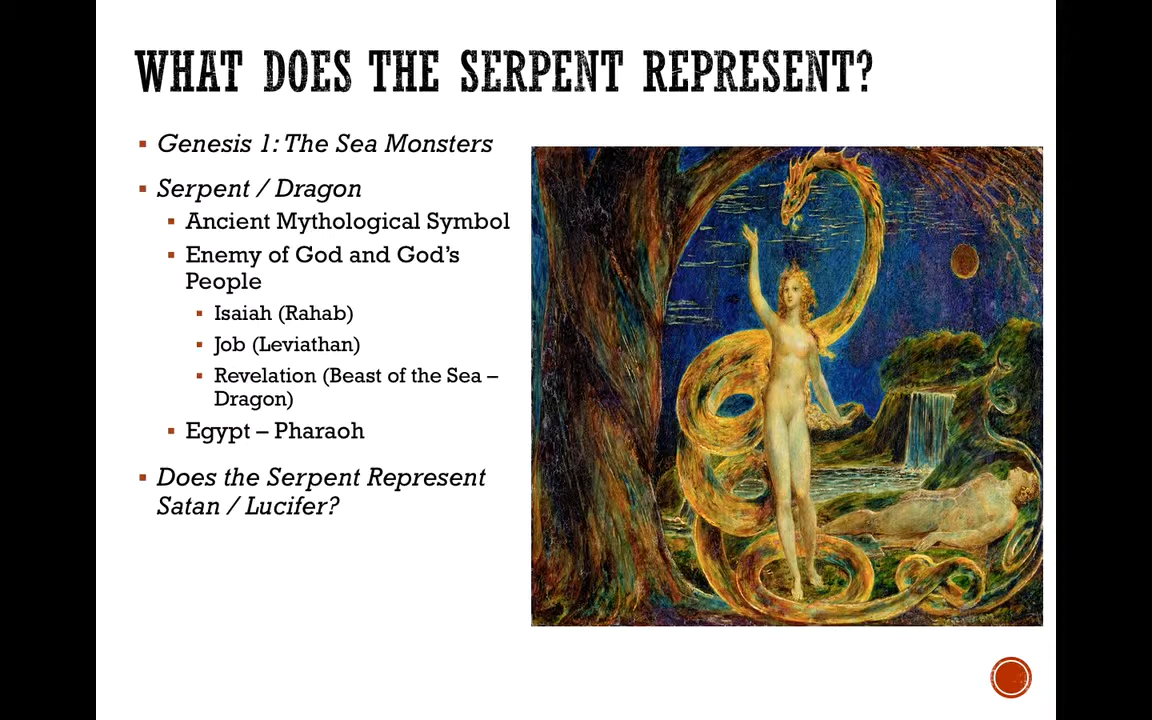 WHAT DOES THE SERPENT REPRESENT?
Genesis 1: The Sea Monsters
Serpent / Dragon
Ancient Mythological Symbol
Enemy of God and God's
People
Isaiah (Rahab)
Job (Leviathan)
Revelation (Beast of the Sea –
Dragon)
Egypt – Pharaoh
Does the Serpent Represent
Satan / Lucifer?